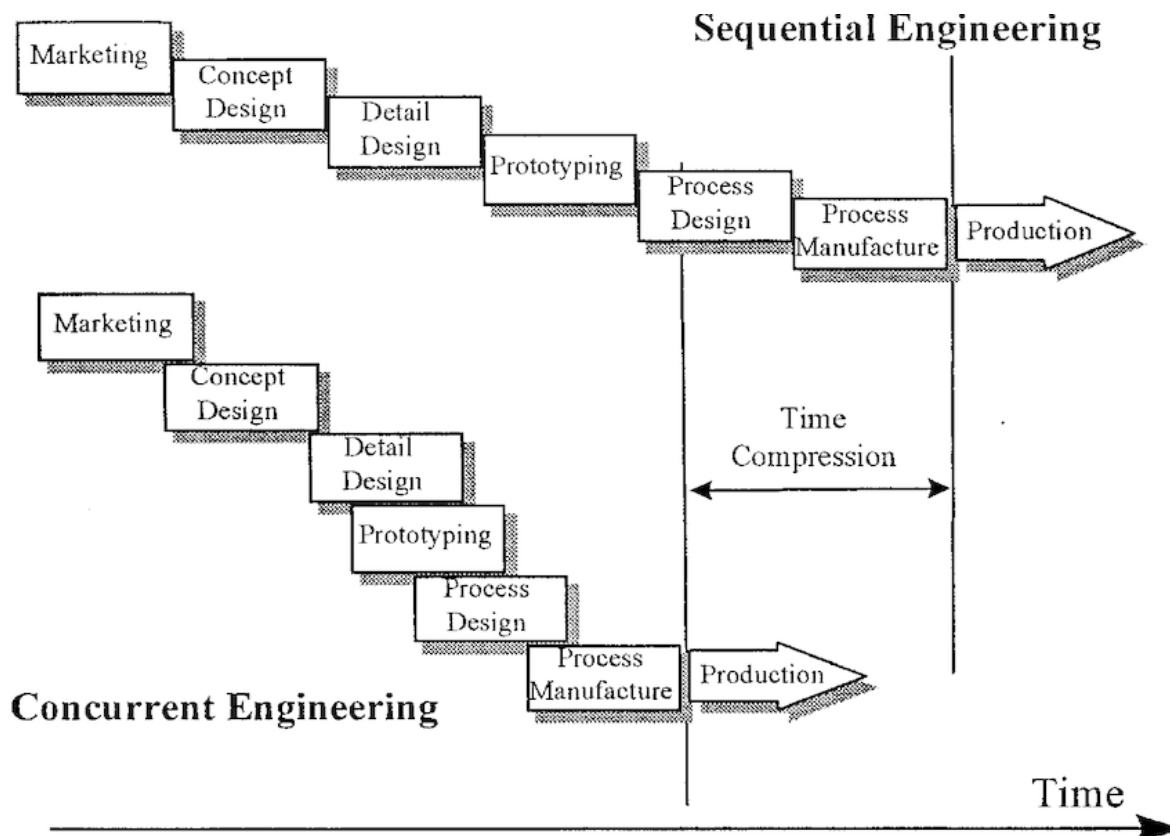 Sequential Engineering
Marketing
Concept
Design
Detail
Design
Prototyping
Process
Design
Process
Manufacture
Production
Marketing
Concept
Design
Detail
Design
Prototyping
Process
Design
Process
Manufacture
Production
Time
Compression
Concurrent Engineering
Time